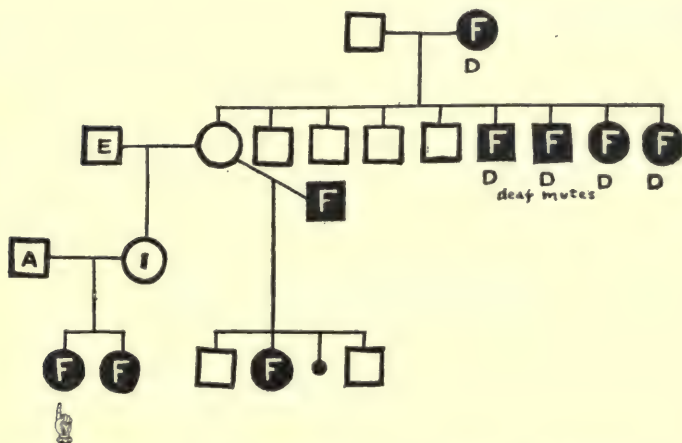 F
D
E F F F F
D D D D
deaf mutes
F
A I
F F F